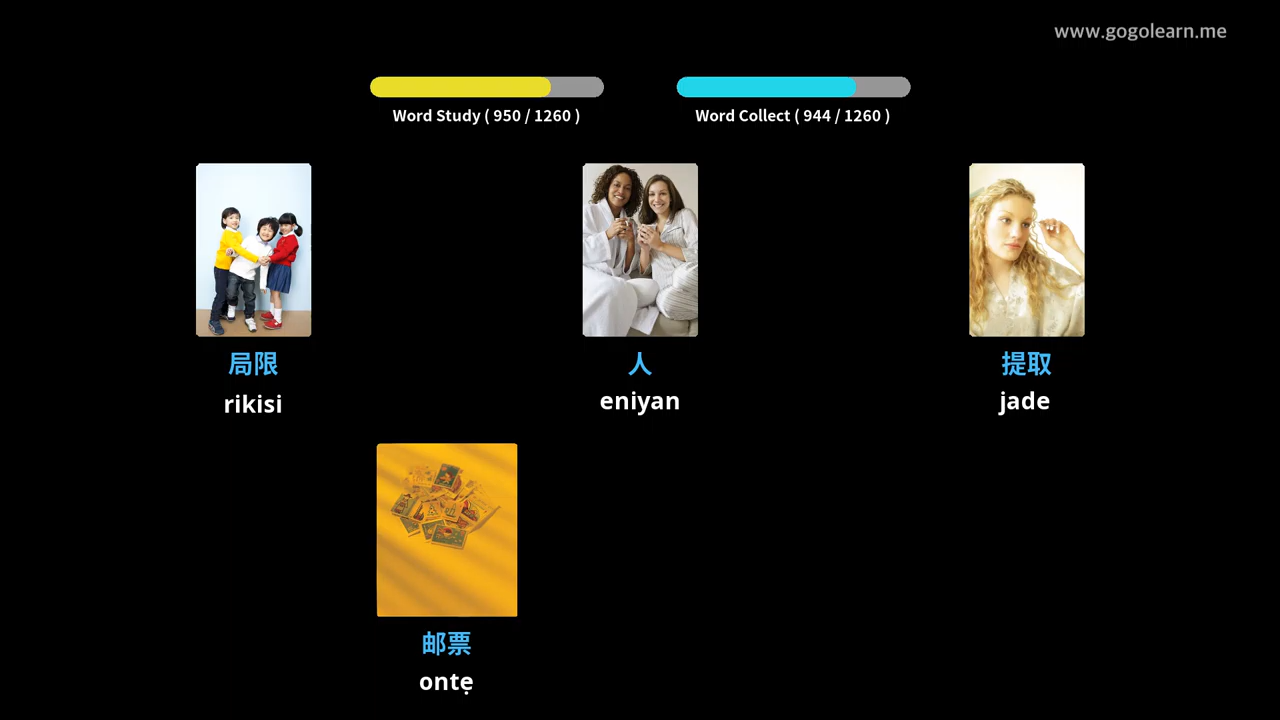 www.gogolearn.me
Word Study ( 950 / 1260 )
Word Collect ( 944 / 1260 )
局限
rikisi
人
eniyan
提取
jade
邮票
ontẹ